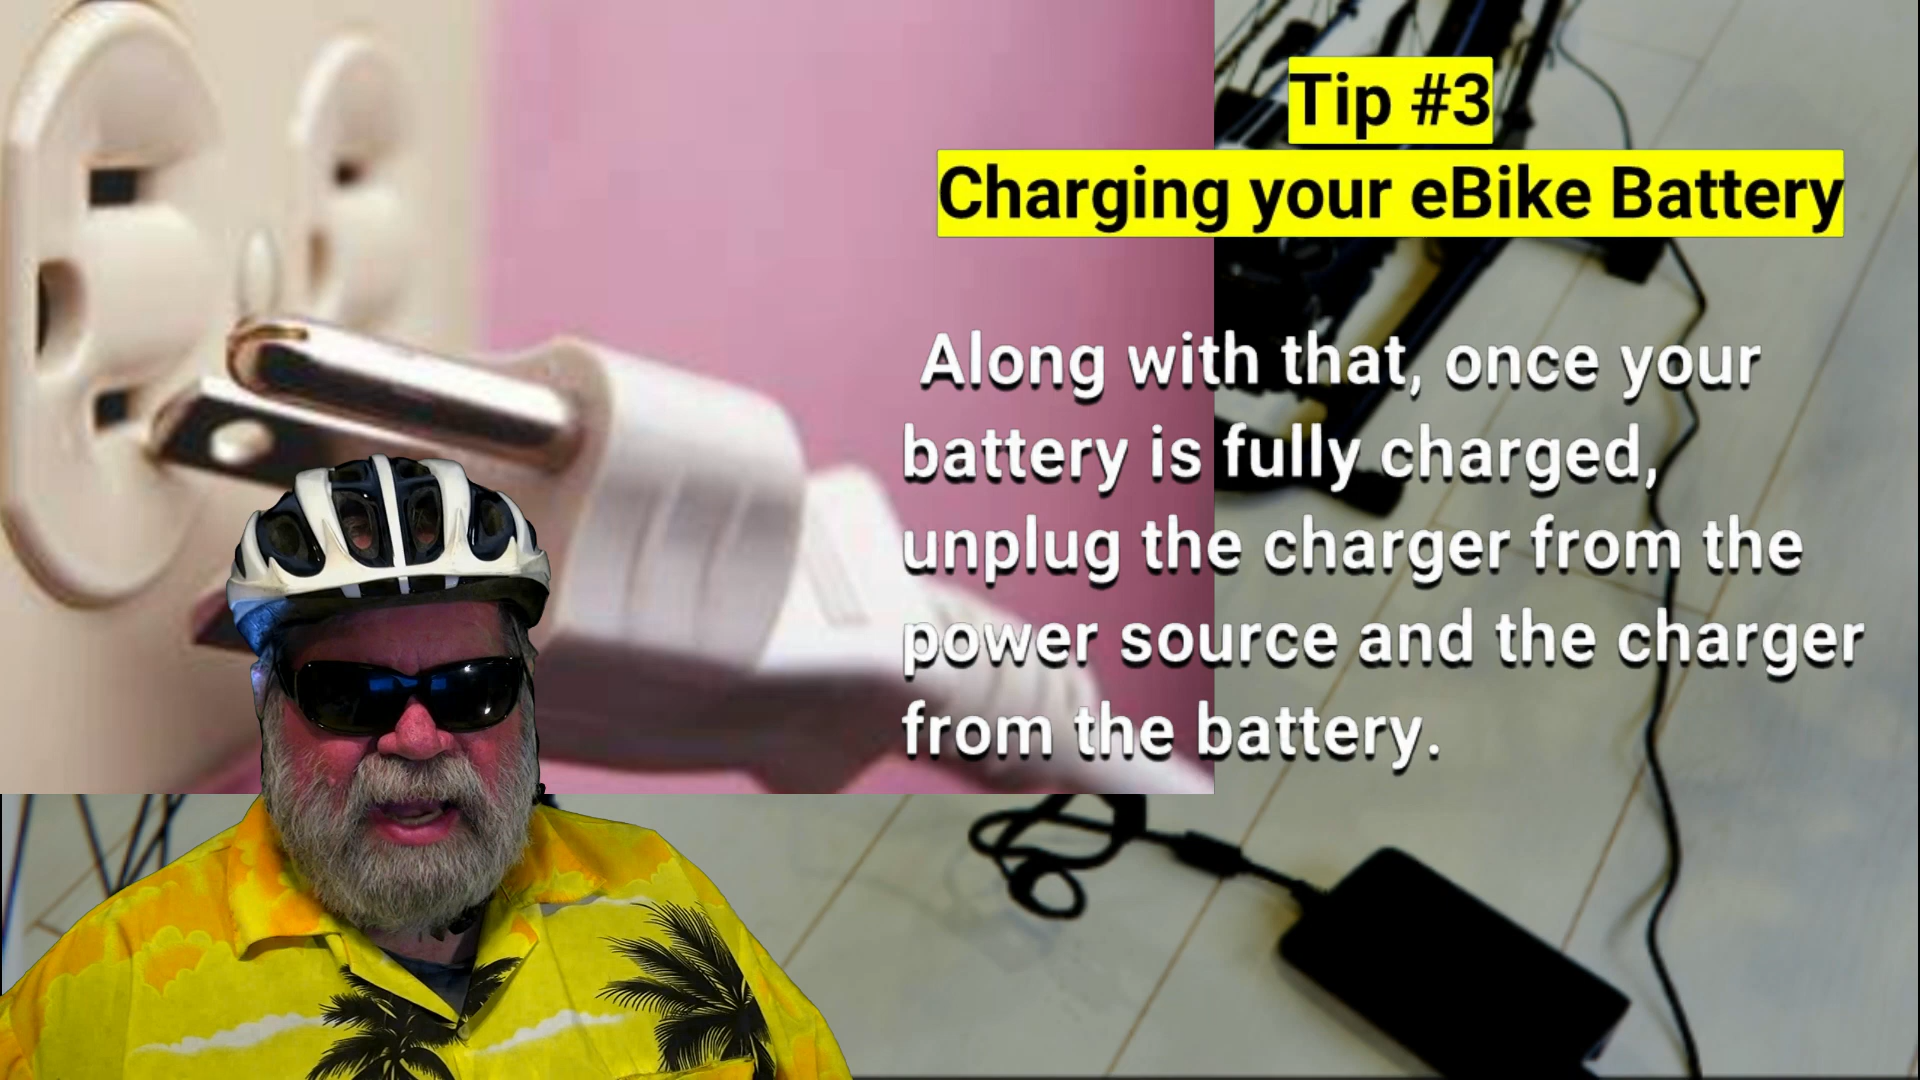 Tip #3
Charging your eBike Battery
Along with that, once your
battery is fully charged,
unplug the charger from the
power source and the charger
from the battery.